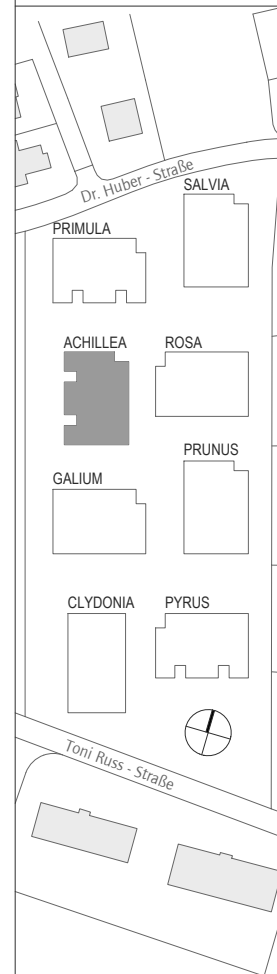 Dr. Huber - Straße
SALVIA
PRIMULA
ACHILLEA
ROSA
PRUNUS
GALIUM
CLYDONIA
PYRUS
Toni Russ - Straße